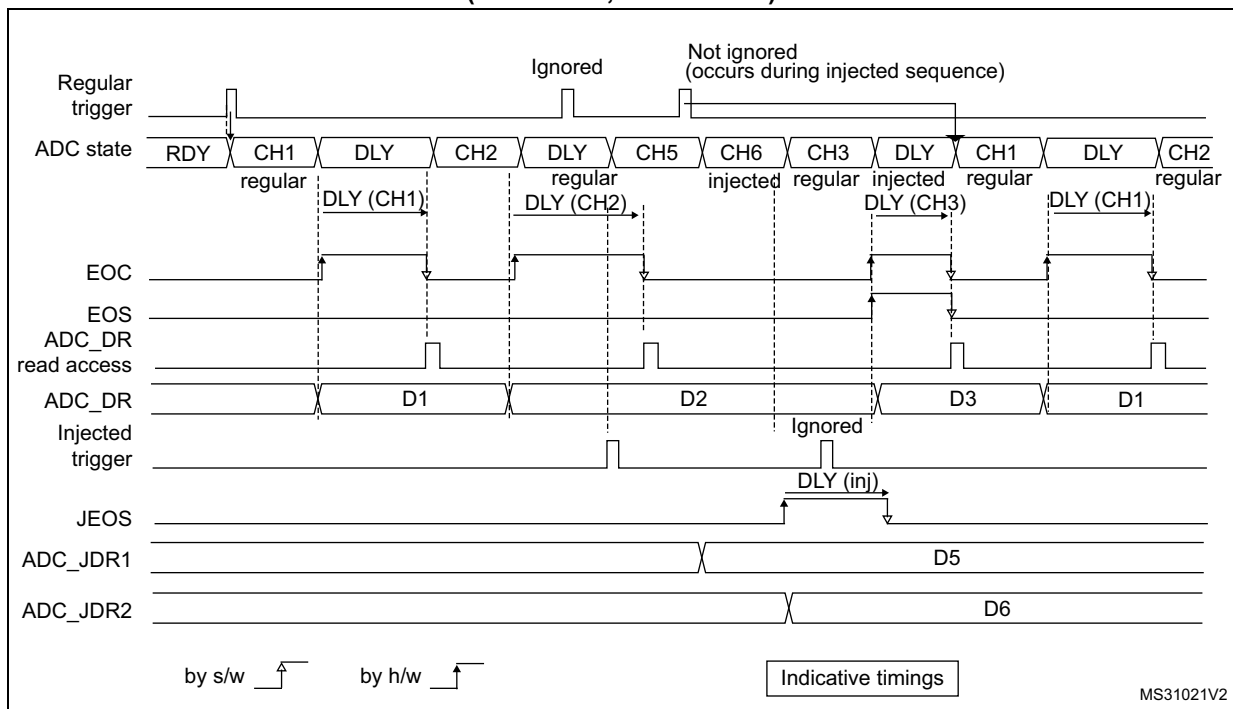 Not ignored
Ignored
(occurs during injected sequence)
Regular
trigger
ADC state
RDY CH1 DLY CH2 DLY CH5 CH6 CH3 DLY CH1 DLY CH2
regular regular injected regular injected regular regular
DLY (CH1) DLY (CH2) DLY (CH3) DLY (CH1)
EOC
EOS
ADC_DR
read access
ADC_DR D1 D2 D3 D1
Injected
trigger
Ignored
DLY (inj)
JEOS
ADC_JDR1 D5
ADC_JDR2 D6
by s/w by h/w Indicative timings
MS31021V2